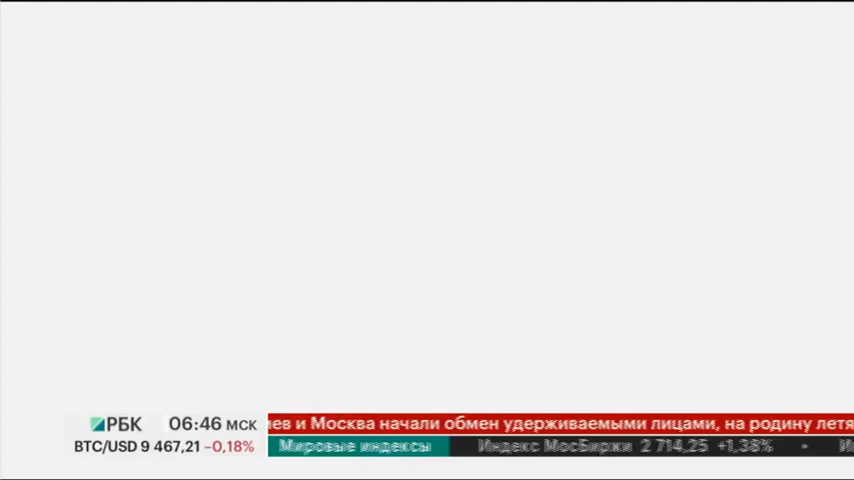 РБК
06:46 МСК
BTC/USD 9 467,21 −0,18%
и Москва начали обмен удерживаемыми лицами, на родину летя
Мировые индексы
Индекс МосБиржи 2 714,25 +1,38%